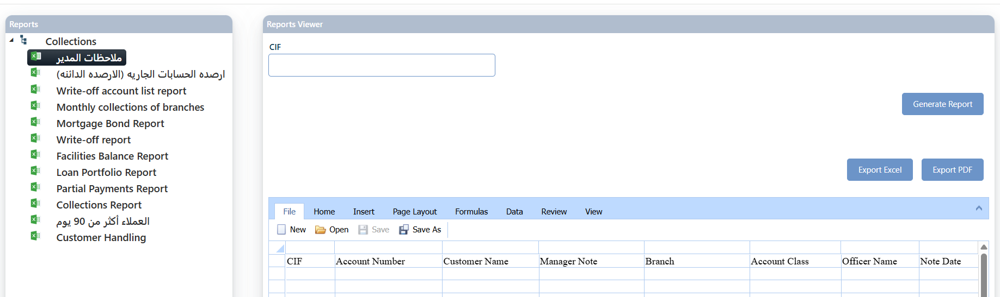 Reports
Collections
ملاحظات المدير
ارصده الحسابات الجاريه (الارصده الدائنه)
Write-off account list report
Monthly collections of branches
Mortgage Bond Report
Write-off report
Facilities Balance Report
Loan Portfolio Report
Partial Payments Report
Collections Report
العملاء أكثر من 90 يوم
Customer Handling
Reports Viewer
CIF
Generate Report
Export Excel Export PDF
File Home Insert Page Layout Formulas Data Review View
New Open Save Save As
CIF Account Number Customer Name Manager Note Branch Account Class Officer Name Note Date